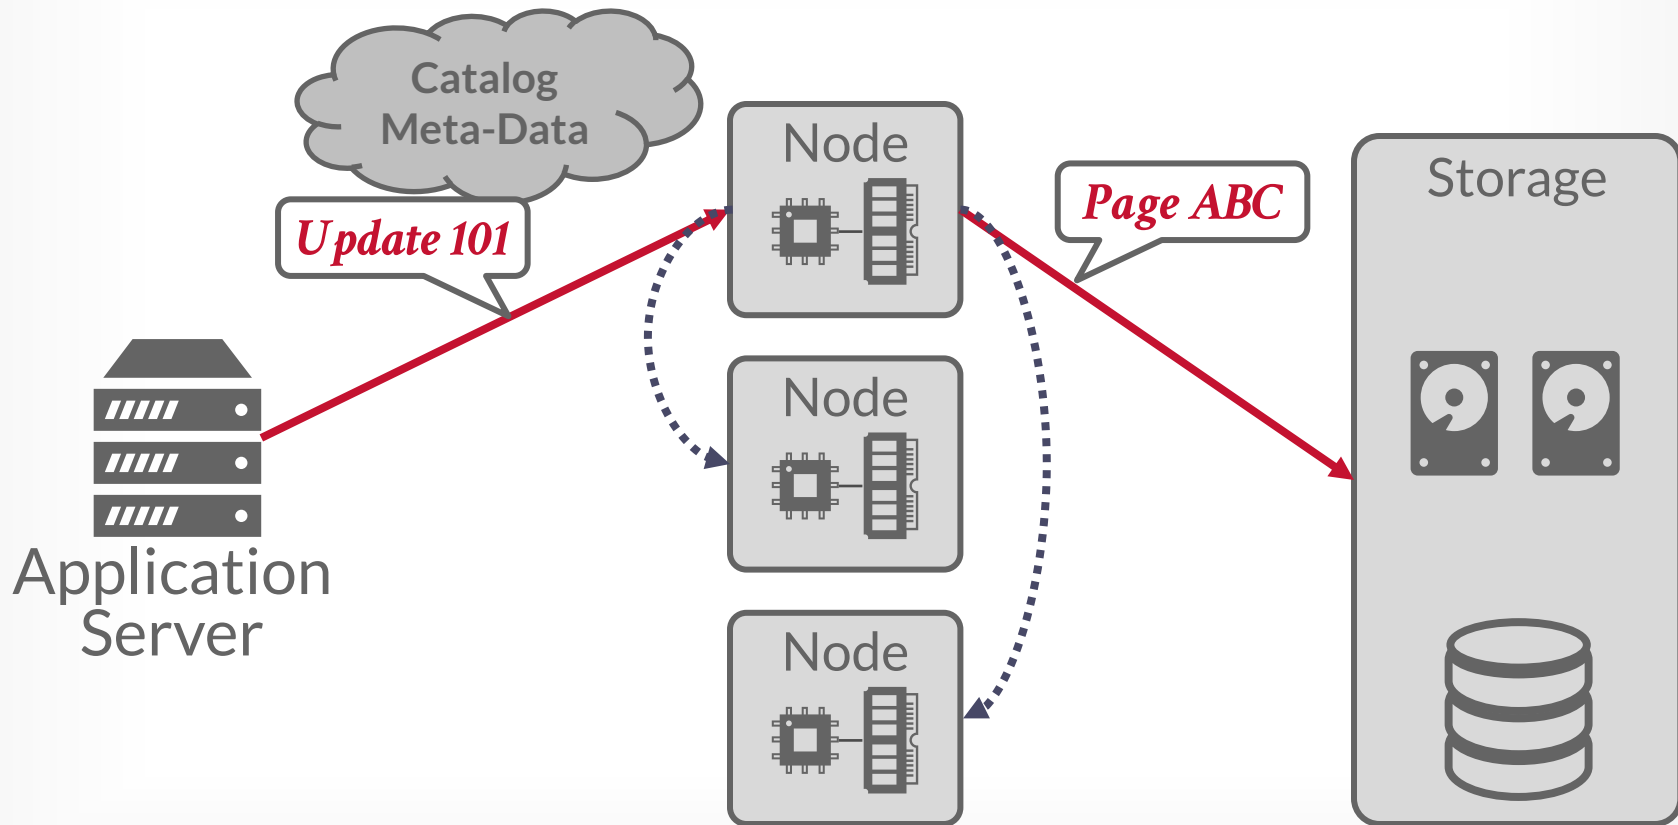 Catalog
Meta-Data
Node
Storage
Page ABC
Update 101
Node
Application
Server
Node